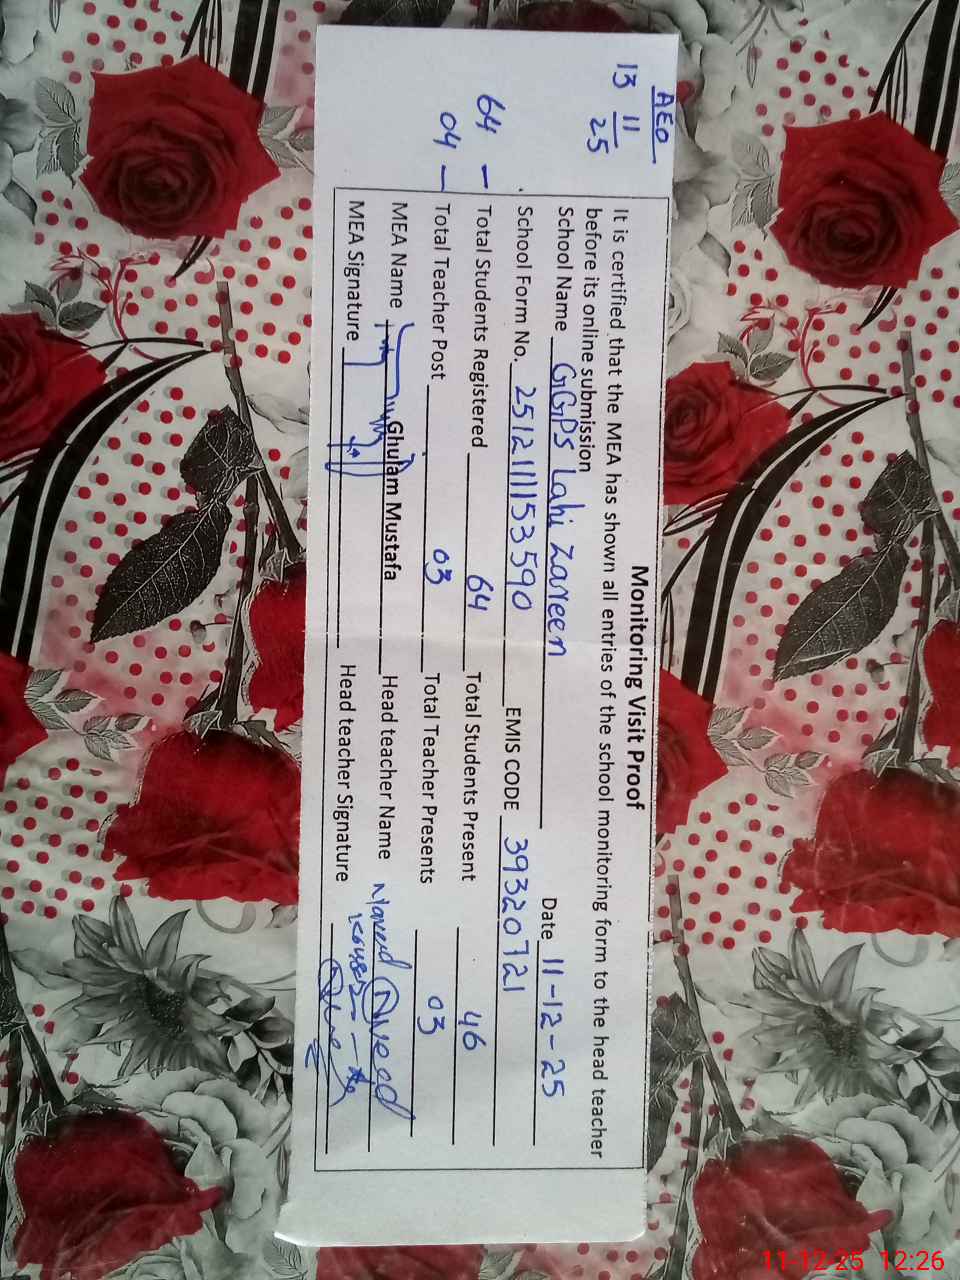 AEO
13 11
25
64 –
04 –
Monitoring Visit Proof
It is certified that the MEA has shown all entries of the school monitoring form to the head teacher
before its online submission
School Name GGPS Lahi Zareen Date 11-12-25
School Form No. 251211153590 EMIS CODE 39320721
Total Students Registered 64 Total Students Present 46
Total Teacher Post 03 Total Teacher Presents 03
MEA Name Ghulam Mustafa Head teacher Name
MEA Signature Head teacher Signature
11-12-25 12:26